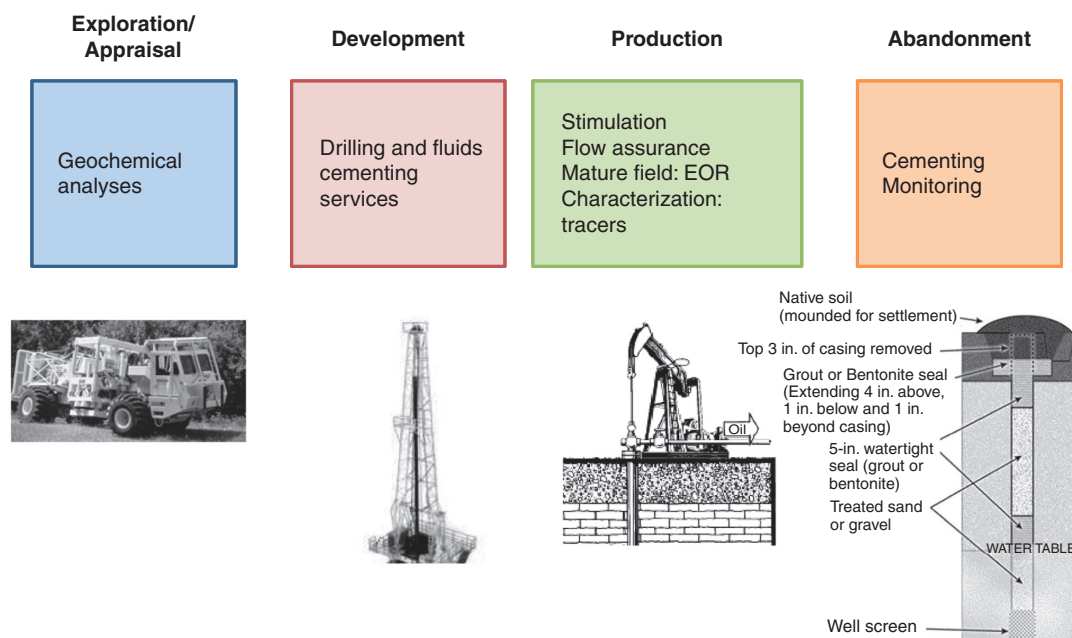 Exploration/
Appraisal
Development
Production
Abandonment
Geochemical
analyses
Drilling and fluids
cementing
services
Stimulation
Flow assurance
Mature field: EOR
Characterization:
tracers
Cementing
Monitoring
Oil
Native soil
(mounded for settlement)
Top 3 in. of casing removed
Grout or Bentonite seal
(Extending 4 in. above,
1 in. below and 1 in.
beyond casing)
5-in. watertight
seal (grout or
bentonite)
Treated sand
or gravel
WATER TABLE
Well screen